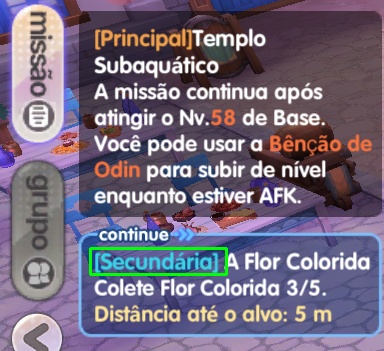 missão
[Principal]Templo
Subaquático
A missão continua após
atingir o Nv.58 de Base.
Você pode usar a Bênção de
Odin para subir de nível
enquanto estiver AFK.
grupo
continue
[Secundária] A Flor Colorida
Colete Flor Colorida 3/5.
Distância até o alvo: 5 m